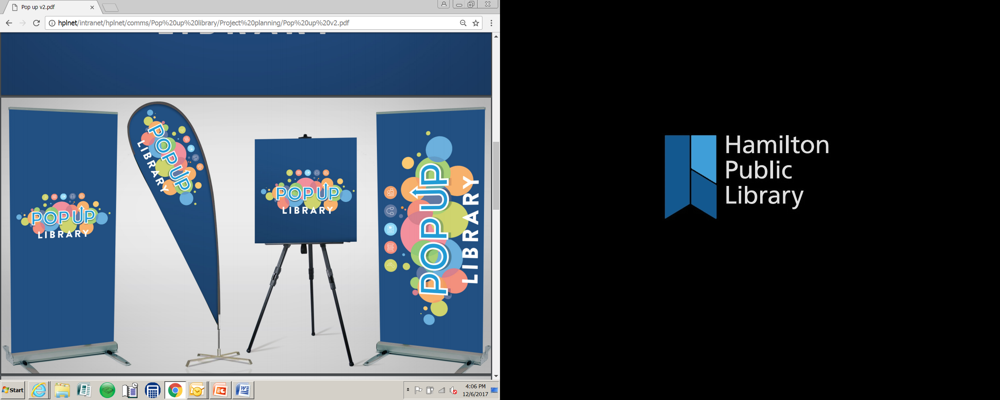 Pop up v2.pdf
hplnet/intranet/hplnet/comms/Pop%20up%20library/Project%20planning/Pop%20up%20v2.pdf
LIBRARY
POP UP
LIBRARY
POP UP
LIBRARY
POP UP
LIBRARY
POP UP
LIBRARY
Hamilton
Public
Library
Start
4:06 PM
12/6/2017